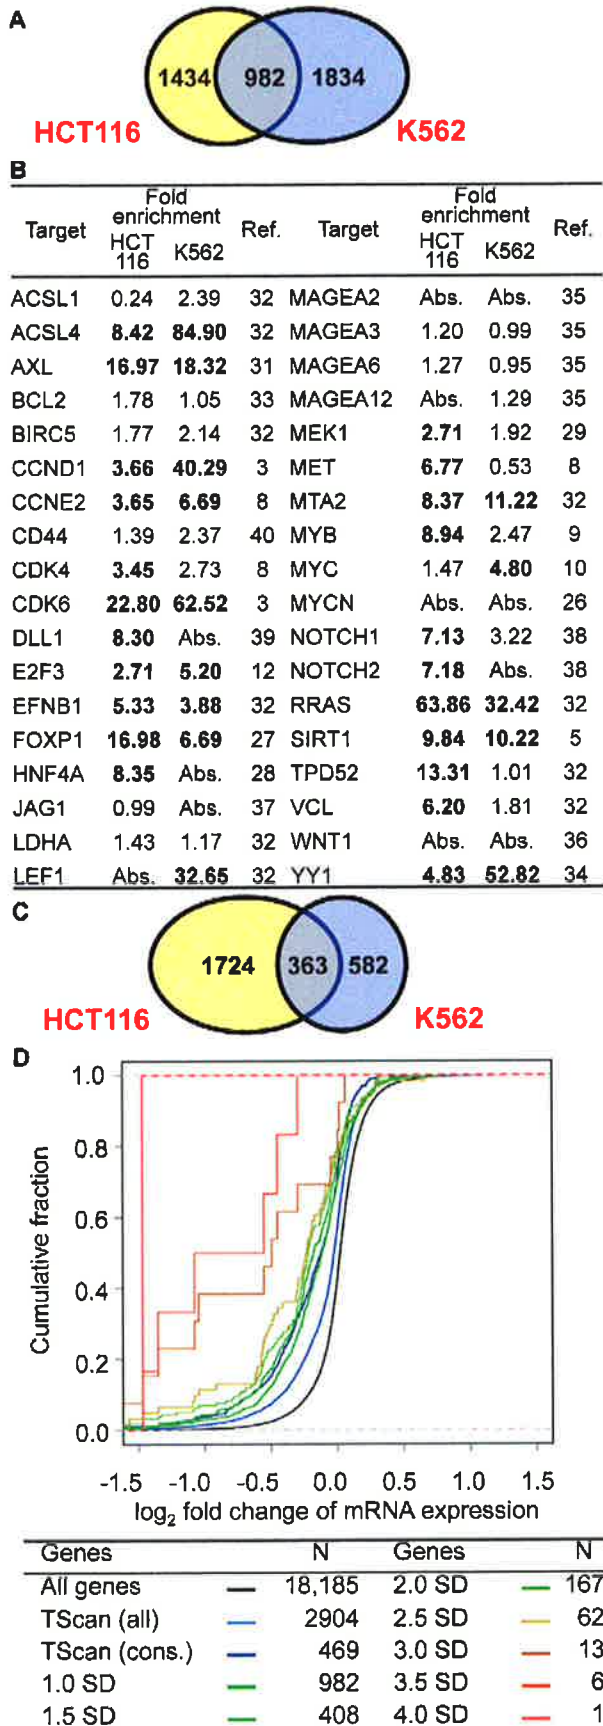 A
1434 982 1834
HCT116 K562
B
Fold enrichment Fold enrichment
Target HCT 116 K562 Ref. Target HCT 116 K562 Ref.
ACSL1 0.24 2.39 32 MAGEA2 Abs. Abs. 35
ACSL4 8.42 84.90 32 MAGEA3 1.20 0.99 35
AXL 16.97 18.32 31 MAGEA6 1.27 0.95 35
BCL2 1.78 1.05 33 MAGEA12 Abs. 1.29 35
BIRC5 1.77 2.14 32 MEK1 2.71 1.92 29
CCND1 3.66 40.29 3 MET 6.77 0.53 8
CCNE2 3.65 6.69 8 MTA2 8.37 11.22 32
CD44 1.39 2.37 40 MYB 8.94 2.47 9
CDK4 3.45 2.73 8 MYC 1.47 4.80 10
CDK6 22.80 62.52 3 MYCN Abs. Abs. 26
DLL1 8.30 Abs. 39 NOTCH1 7.13 3.22 38
E2F3 2.71 5.20 12 NOTCH2 7.18 Abs. 38
EFNB1 5.33 3.88 32 RRAS 63.86 32.42 32
FOXP1 16.98 6.69 27 SIRT1 9.84 10.22 5
HNF4A 8.35 Abs. 28 TPD52 13.31 1.01 32
JAG1 0.99 Abs. 37 VCL 6.20 1.81 32
LDHA 1.43 1.17 32 WNT1 Abs. Abs. 36
LEF1 Abs. 32.65 32 YY1 4.83 52.82 34
C
1724 363 582
HCT116 K562
D
Cumulative fraction
1.0
0.8
0.6
0.4
0.2
0.0
-1.5 -1.0 -0.5 0.0 0.5 1.0 1.5
log2 fold change of mRNA expression
Genes N Genes N
All genes 18,185 2.0 SD 167
TScan (all) 2904 2.5 SD 62
TScan (cons.) 469 3.0 SD 13
1.0 SD 982 3.5 SD 6
1.5 SD 408 4.0 SD 1